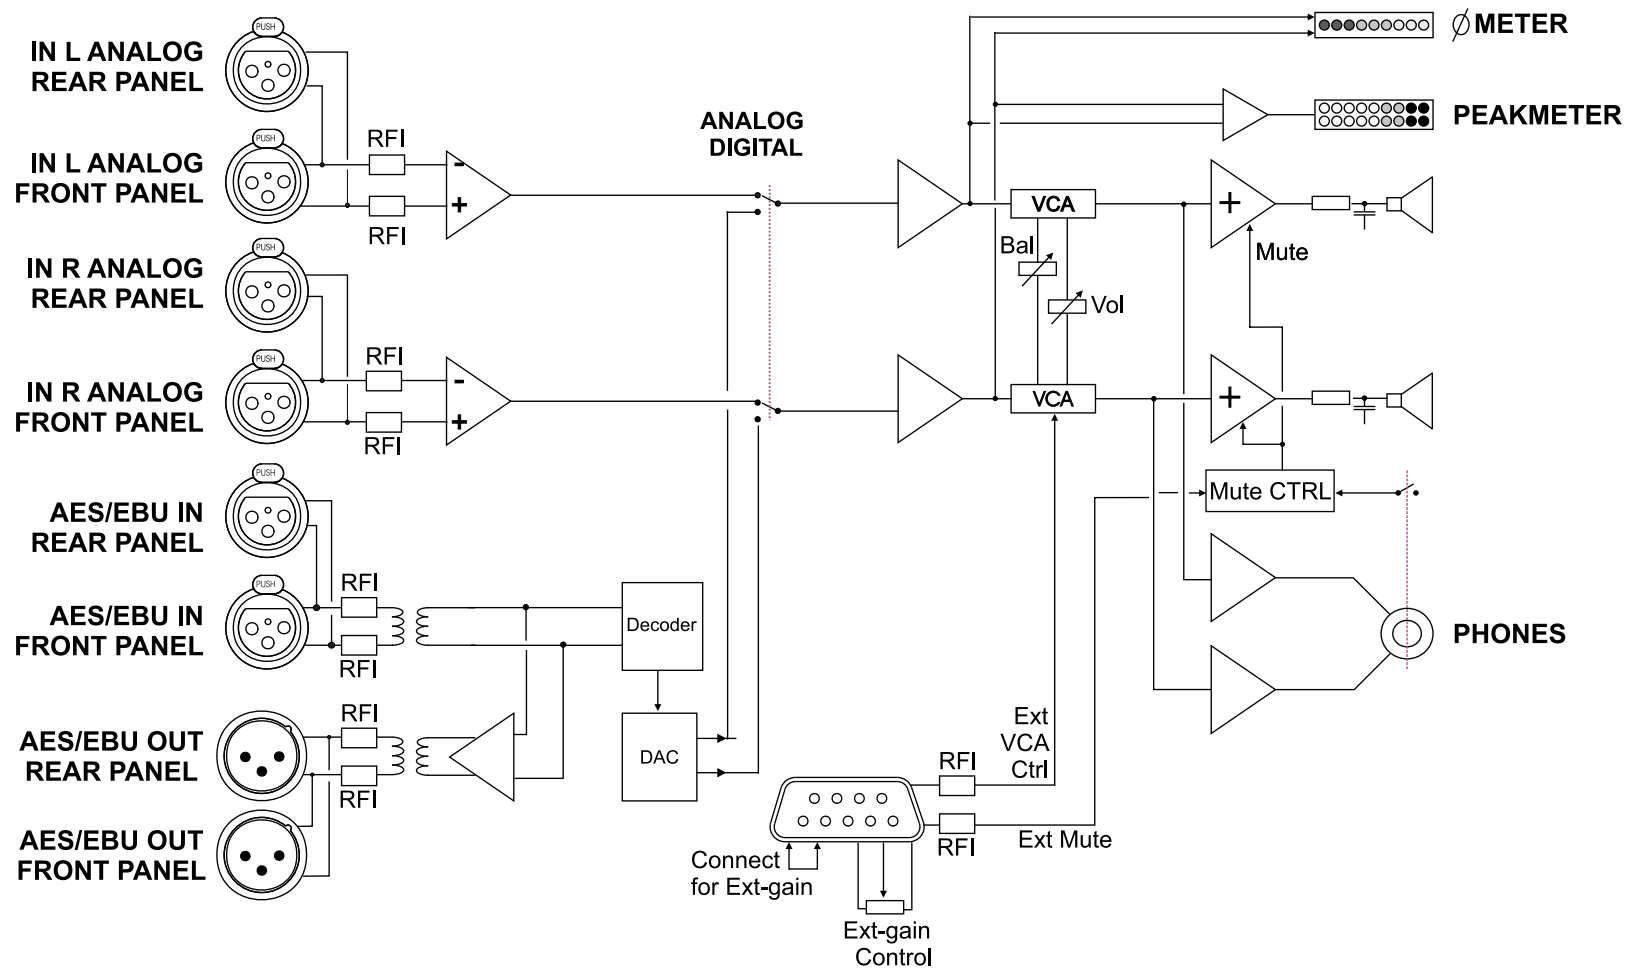 PUSH
IN L ANALOG
REAR PANEL
PUSH
IN L ANALOG
FRONT PANEL
RFI
RFI
-
+
PUSH
IN R ANALOG
REAR PANEL
PUSH
IN R ANALOG
FRONT PANEL
RFI
RFI
-
+
PUSH
AES/EBU IN
REAR PANEL
PUSH
AES/EBU IN
FRONT PANEL
RFI
RFI
AES/EBU OUT
REAR PANEL
RFI
RFI
AES/EBU OUT
FRONT PANEL
Decoder
DAC
ANALOG
DIGITAL
VCA
Bal
Vol
VCA
Ø METER
PEAKMETER
+
Mute
+
Mute CTRL
PHONES
Ext
VCA
Ctrl
RFI
RFI
Ext Mute
Connect
for Ext-gain
Ext-gain
Control